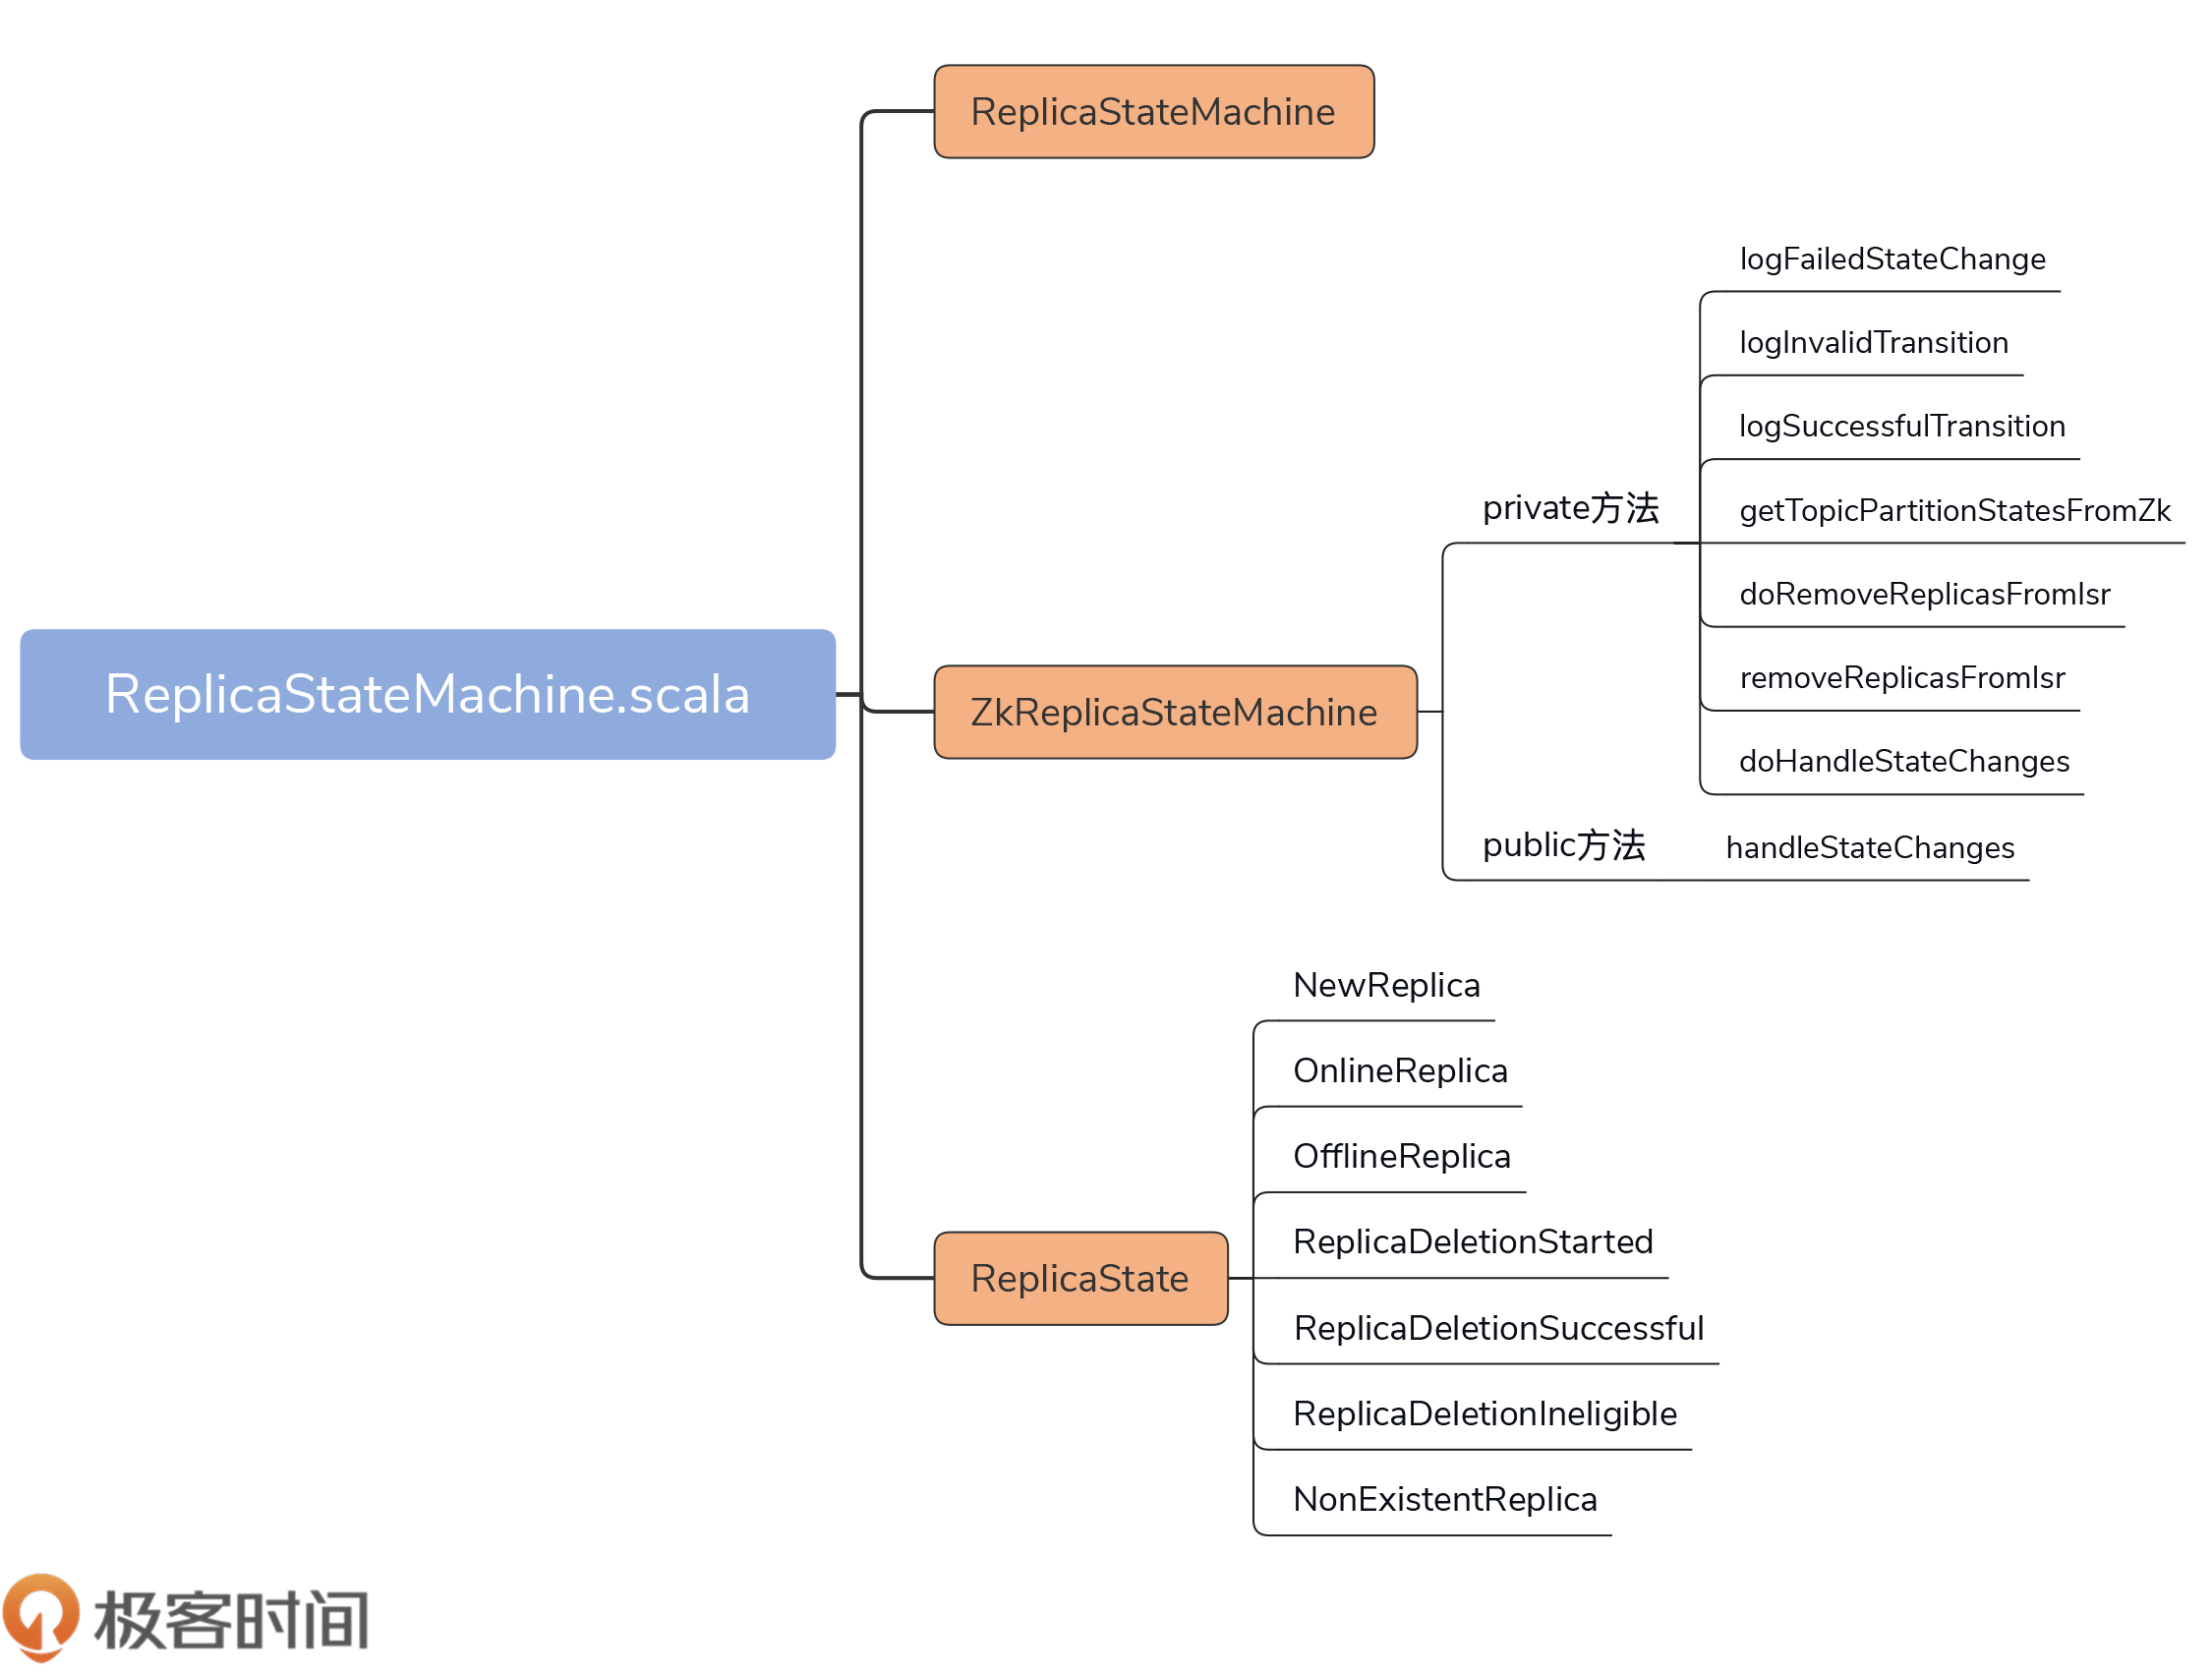 ReplicaStateMachine.scala
ReplicaStateMachine
ZkReplicaStateMachine
private方法
logFailedStateChange
logInvalidTransition
logSuccessfulTransition
getTopicPartitionStatesFromZk
doRemoveReplicasFromIsr
removeReplicasFromIsr
doHandleStateChanges
public方法
handleStateChanges
ReplicaState
NewReplica
OnlineReplica
OfflineReplica
ReplicaDeletionStarted
ReplicaDeletionSuccessful
ReplicaDeletionIneligible
NonExistentReplica
极客时间